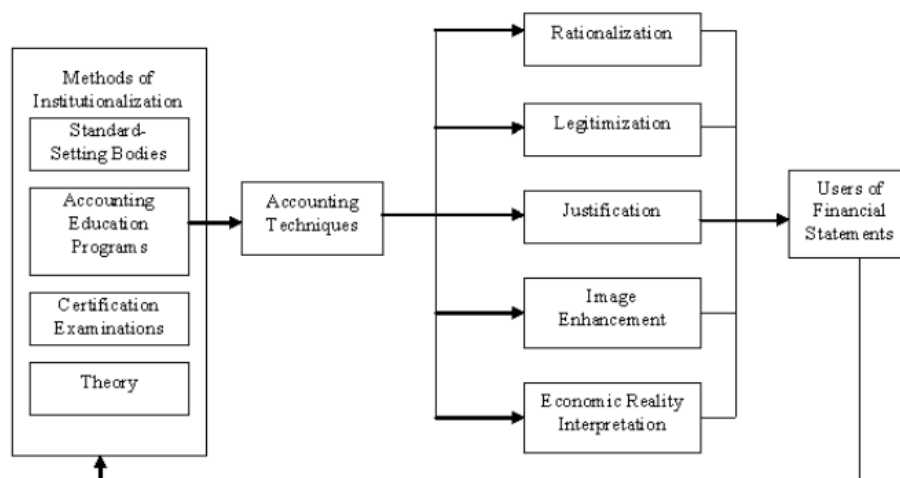 Methods of
Institutionalization
Standard-
Setting Bodies
Accounting
Education
Programs
Certification
Examinations
Theory
Accounting
Techniques
Rationalization
Legitimization
Justification
Image
Enhancement
Economic Reality
Interpretation
Users of
Financial
Statements